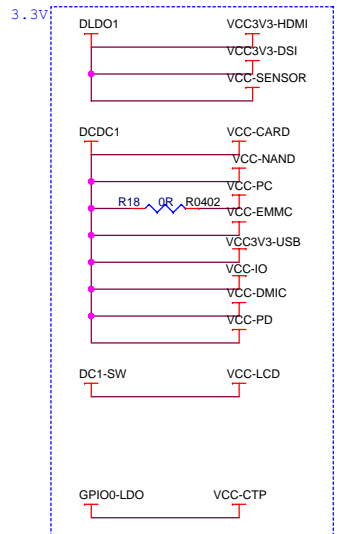 3.3V
DLDO1 VCC3V3-HDMI
VCC3V3-DSI
VCC-SENSOR
DCDC1 VCC-CARD
VCC-NAND
VCC-PC
R18 0R R0402
VCC-EMMC
VCC3V3-USB
VCC-IO
VCC-DMIC
VCC-PD
DC1-SW VCC-LCD
GPIO0-LDO VCC-CTP